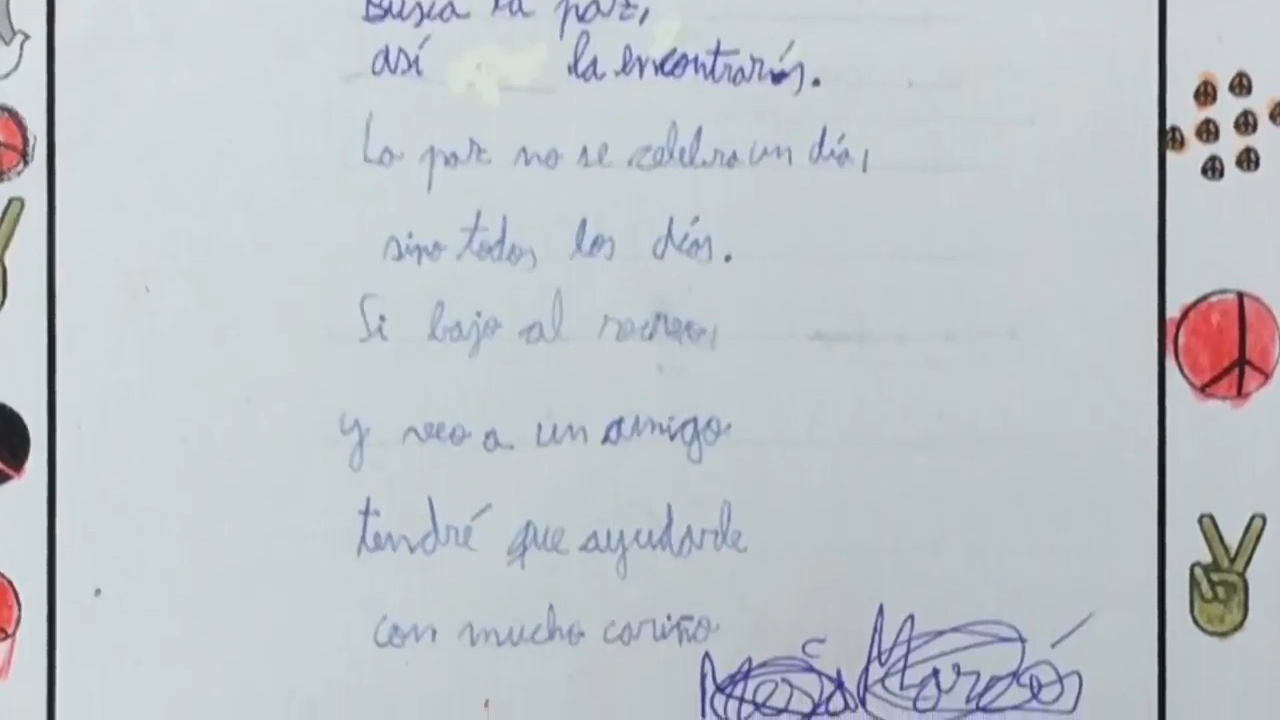 Busca la paz,
así la encontrarás.
La paz no se celebra un día,
sino todos los días.
Si bajo al recreo,
y veo a un amigo
tendré que ayudarle
con mucho cariño